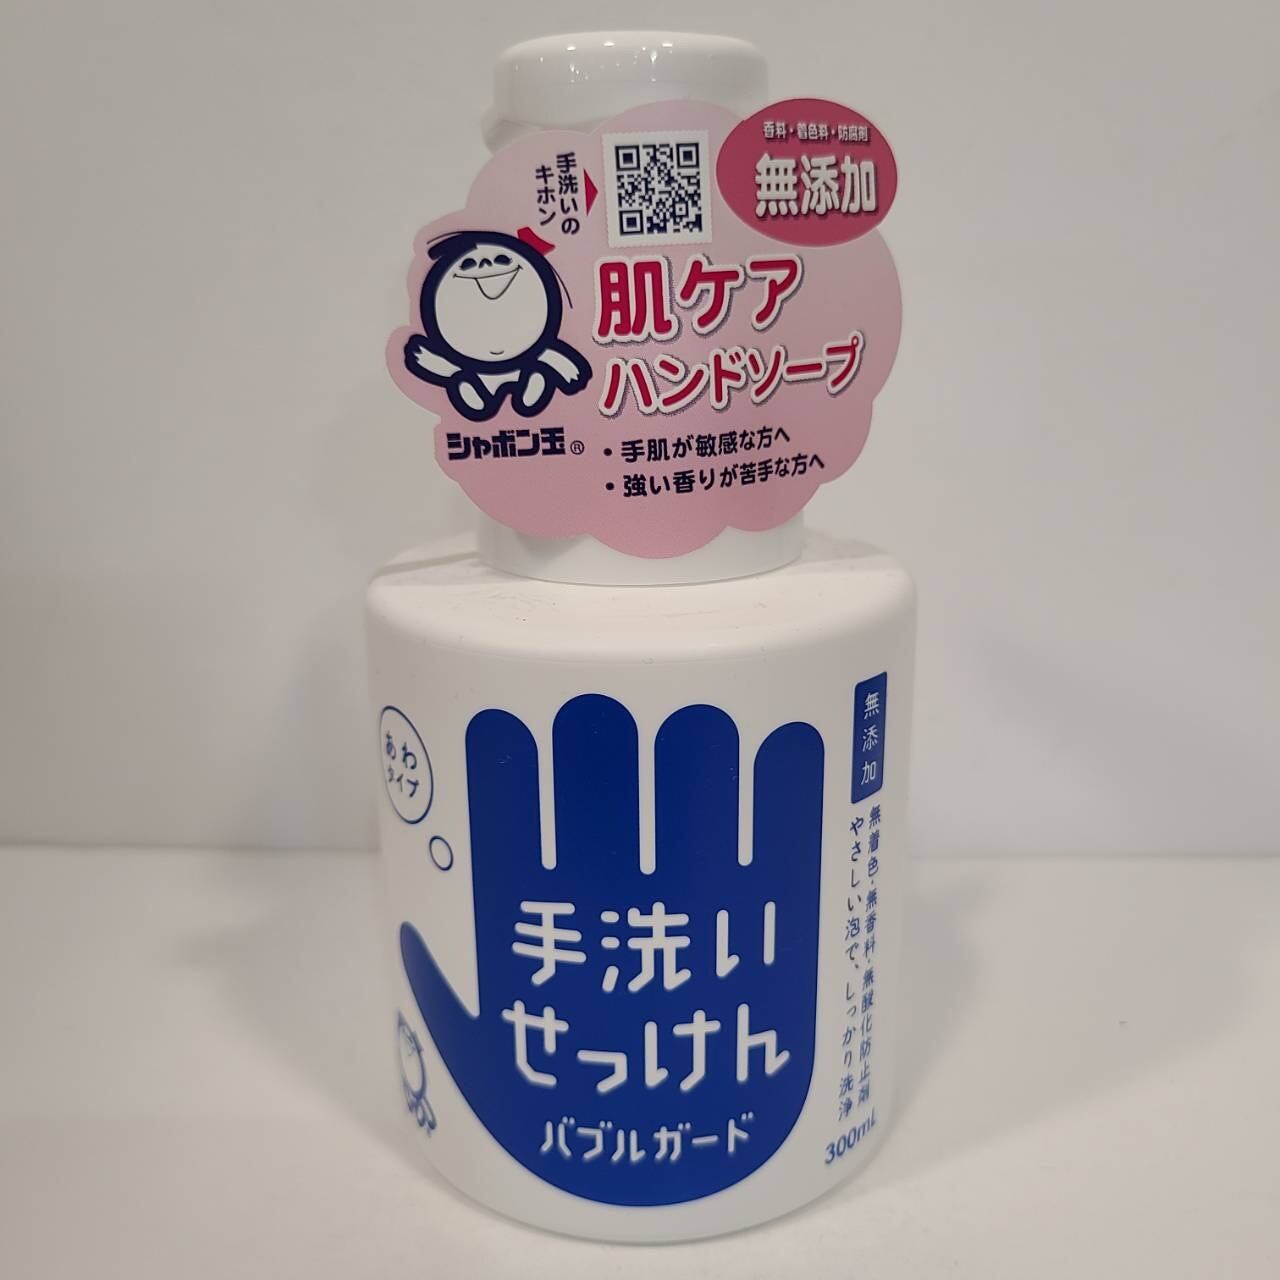 香料・着色料・防腐剤
無添加
手洗いの
キホン
肌ケア
ハンドソープ
シャボン玉®
・手肌が敏感な方へ
・強い香りが苦手な方へ
あわ
タイプ
無添加
無着色・無香料・無酸化防止剤
やさしい泡で、しっかり洗浄
300mL
手洗い
せっけん
バブルガード